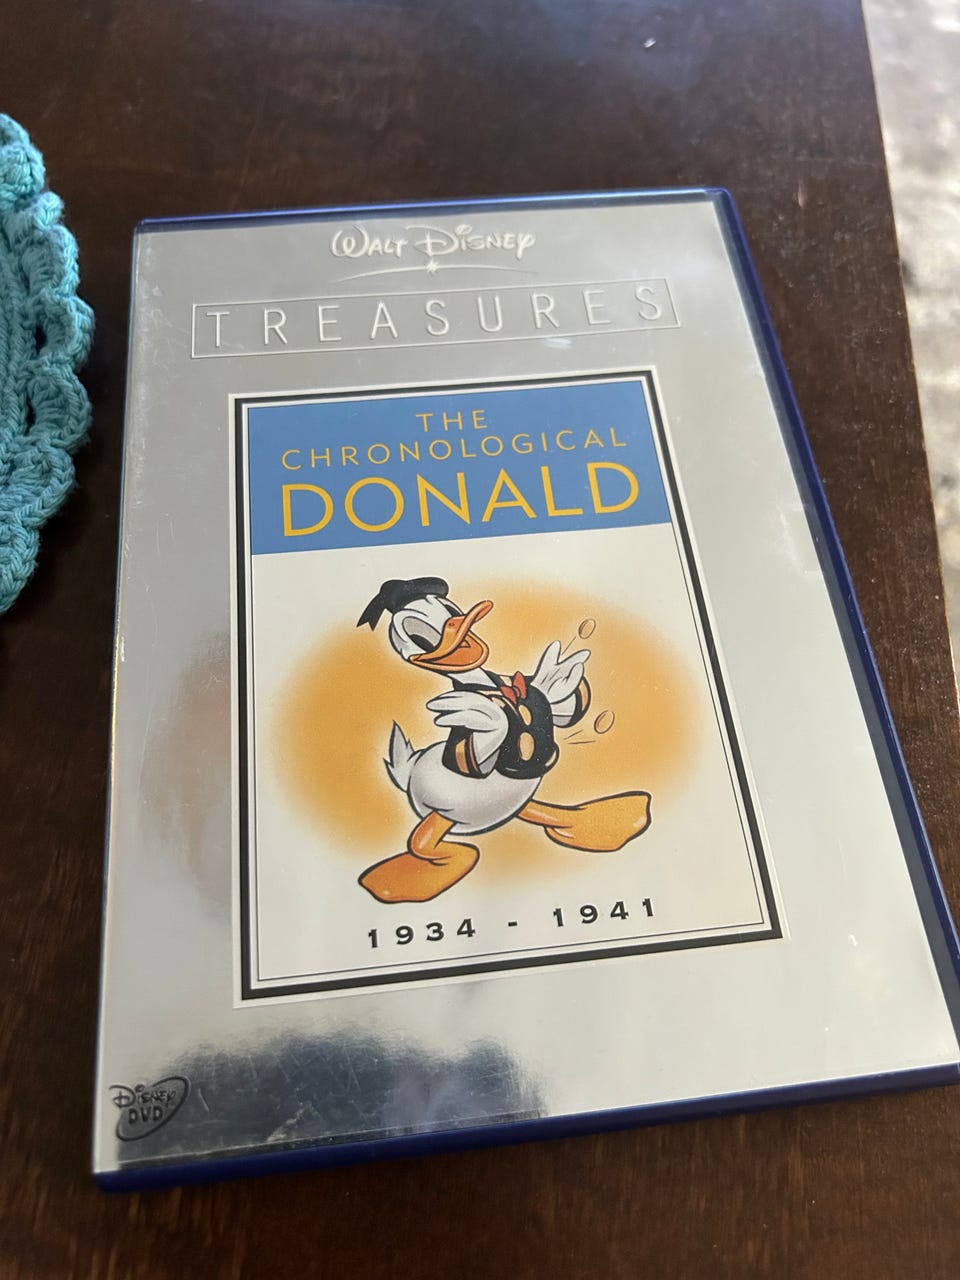 WALT DISNEY
TREASURES
THE
CHRONOLOGICAL
DONALD
1934 - 1941
DISNEY
DVD